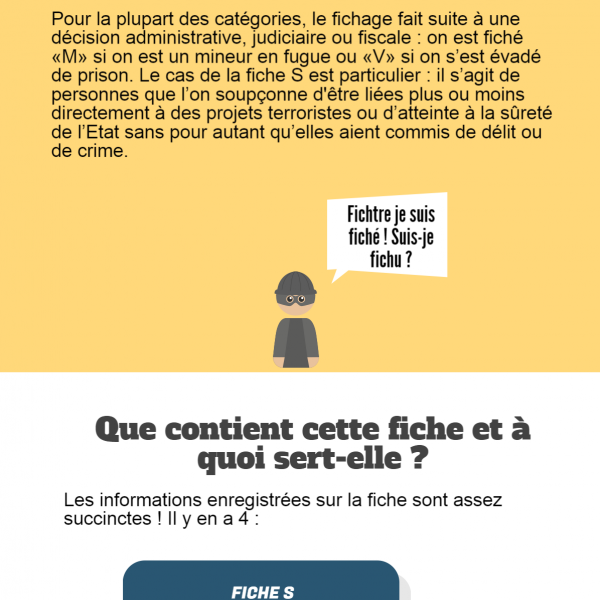 Pour la plupart des catégories, le fichage fait suite à une
décision administrative, judiciaire ou fiscale : on est fiché
«M» si on est un mineur en fugue ou «V» si on s’est évadé
de prison. Le cas de la fiche S est particulier : il s’agit de
personnes que l’on soupçonne d'être liées plus ou moins
directement à des projets terroristes ou d’atteinte à la sûreté
de l’Etat sans pour autant qu’elles aient commis de délit ou
de crime.
Fichtre je suis
fiché ! Suis-je
fichu ?
Que contient cette fiche et à
quoi sert-elle ?
Les informations enregistrées sur la fiche sont assez
succinctes ! Il y en a 4 :
FICHE S